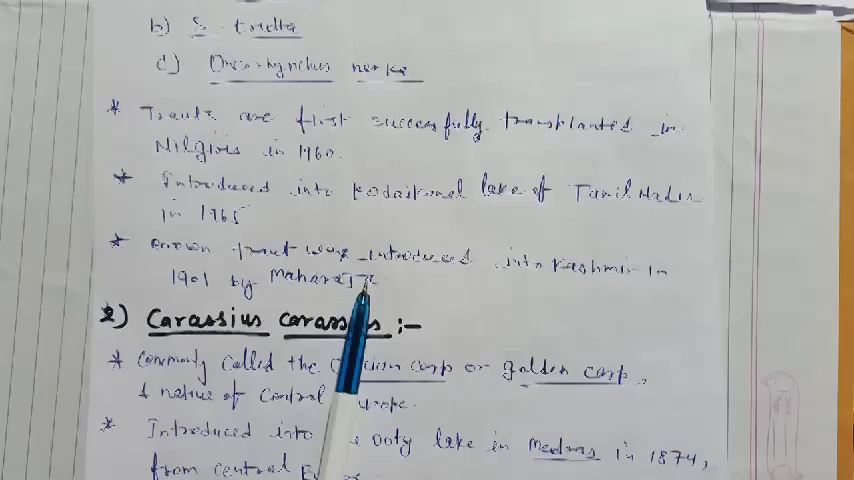 b) S. trutta
c) Oncorhynchus nerka
* Trauts are first successfully transplanted in
Nilgiris in 1960.
* Introduced into Kodaikanal lake of Tamil Nadu
in 1965
* Brown traut was introduced into Kashmir in
1901 by Maharaja
2) Carassius carassius :-
* Commonly called the carp or golden carp,
A native of Central
* Introduced into ooty lake in Madras in 1874,
from central